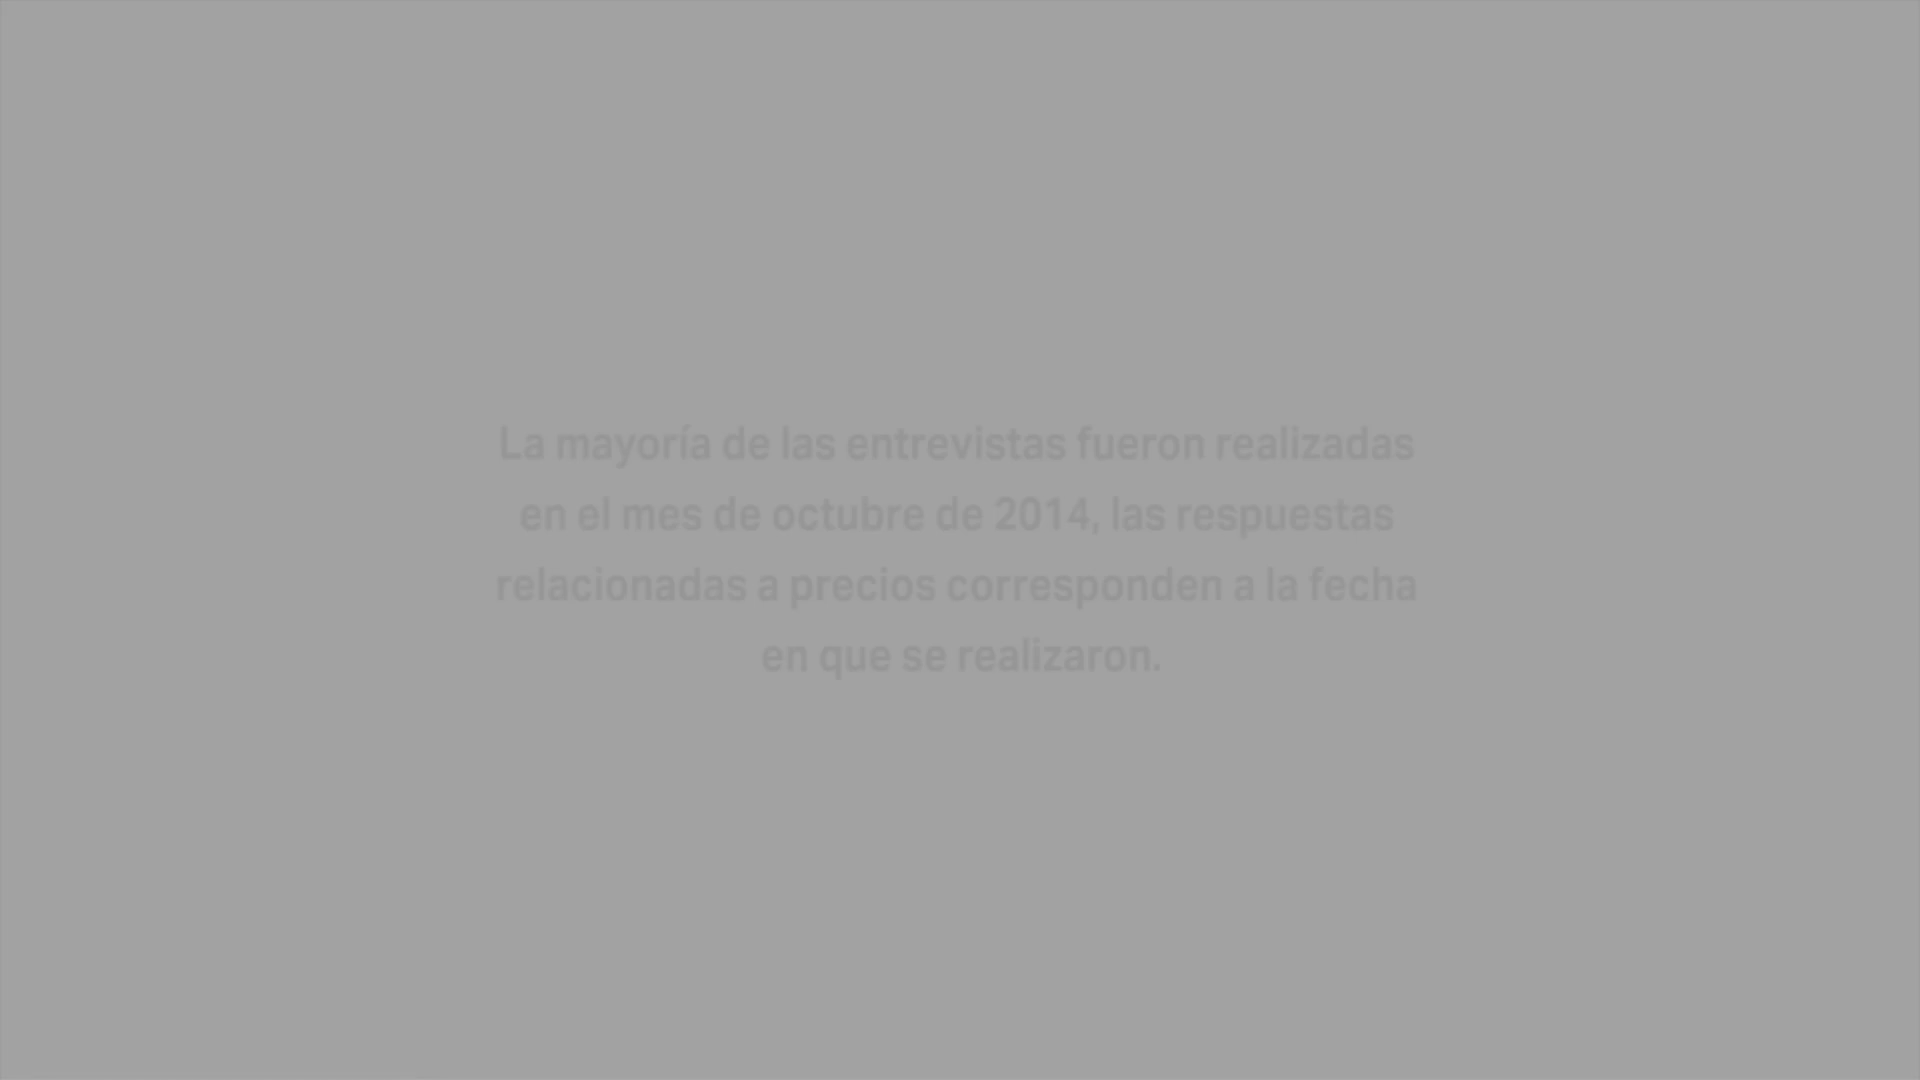 La mayoría de las entrevistas fueron realizadas
en el mes de octubre de 2014, las respuestas
relacionadas a precios corresponden a la fecha
en que se realizaron.